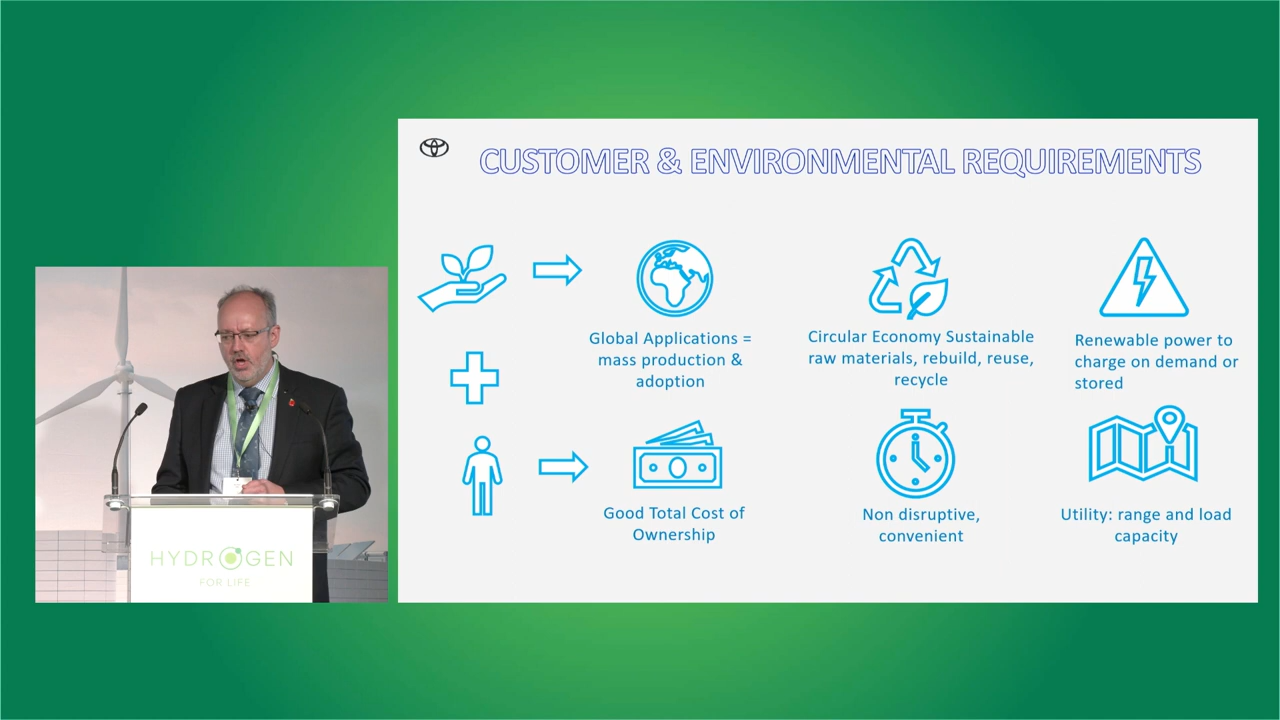 CUSTOMER & ENVIRONMENTAL REQUIREMENTS
Global Applications =
mass production &
adoption
Circular Economy Sustainable
raw materials, rebuild, reuse,
recycle
Renewable power to
charge on demand or
stored
Good Total Cost of
Ownership
Non disruptive,
convenient
Utility: range and load
capacity
HYDROGEN
FOR LIFE